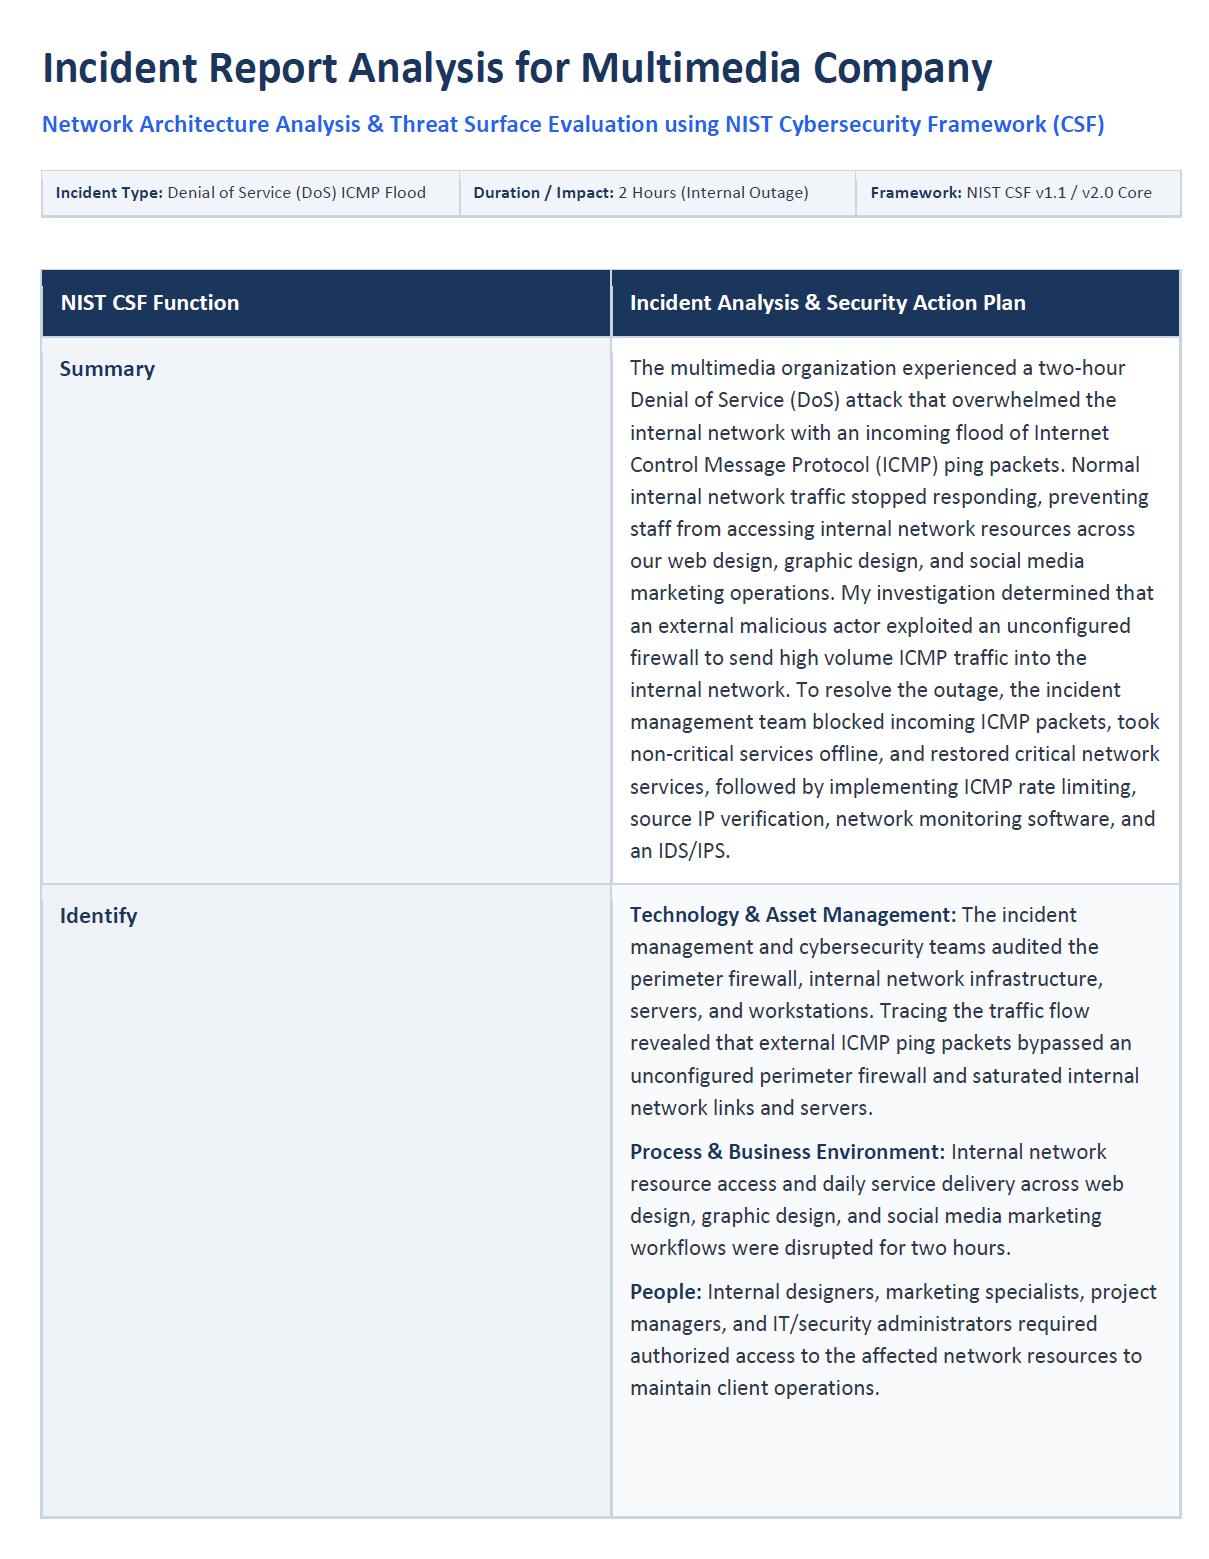 Incident Report Analysis for Multimedia Company
Network Architecture Analysis & Threat Surface Evaluation using NIST Cybersecurity Framework (CSF)
Incident Type: Denial of Service (DoS) ICMP Flood
Duration / Impact: 2 Hours (Internal Outage)
Framework: NIST CSF v1.1 / v2.0 Core
NIST CSF Function
Incident Analysis & Security Action Plan
Summary
The multimedia organization experienced a two-hour
Denial of Service (DoS) attack that overwhelmed the
internal network with an incoming flood of Internet
Control Message Protocol (ICMP) ping packets. Normal
internal network traffic stopped responding, preventing
staff from accessing internal network resources across
our web design, graphic design, and social media
marketing operations. My investigation determined that
an external malicious actor exploited an unconfigured
firewall to send high volume ICMP traffic into the
internal network. To resolve the outage, the incident
management team blocked incoming ICMP packets, took
non-critical services offline, and restored critical network
services, followed by implementing ICMP rate limiting,
source IP verification, network monitoring software, and
an IDS/IPS.
Identify
Technology & Asset Management: The incident
management and cybersecurity teams audited the
perimeter firewall, internal network infrastructure,
servers, and workstations. Tracing the traffic flow
revealed that external ICMP ping packets bypassed an
unconfigured perimeter firewall and saturated internal
network links and servers.
Process & Business Environment: Internal network
resource access and daily service delivery across web
design, graphic design, and social media marketing
workflows were disrupted for two hours.
People: Internal designers, marketing specialists, project
managers, and IT/security administrators required
authorized access to the affected network resources to
maintain client operations.